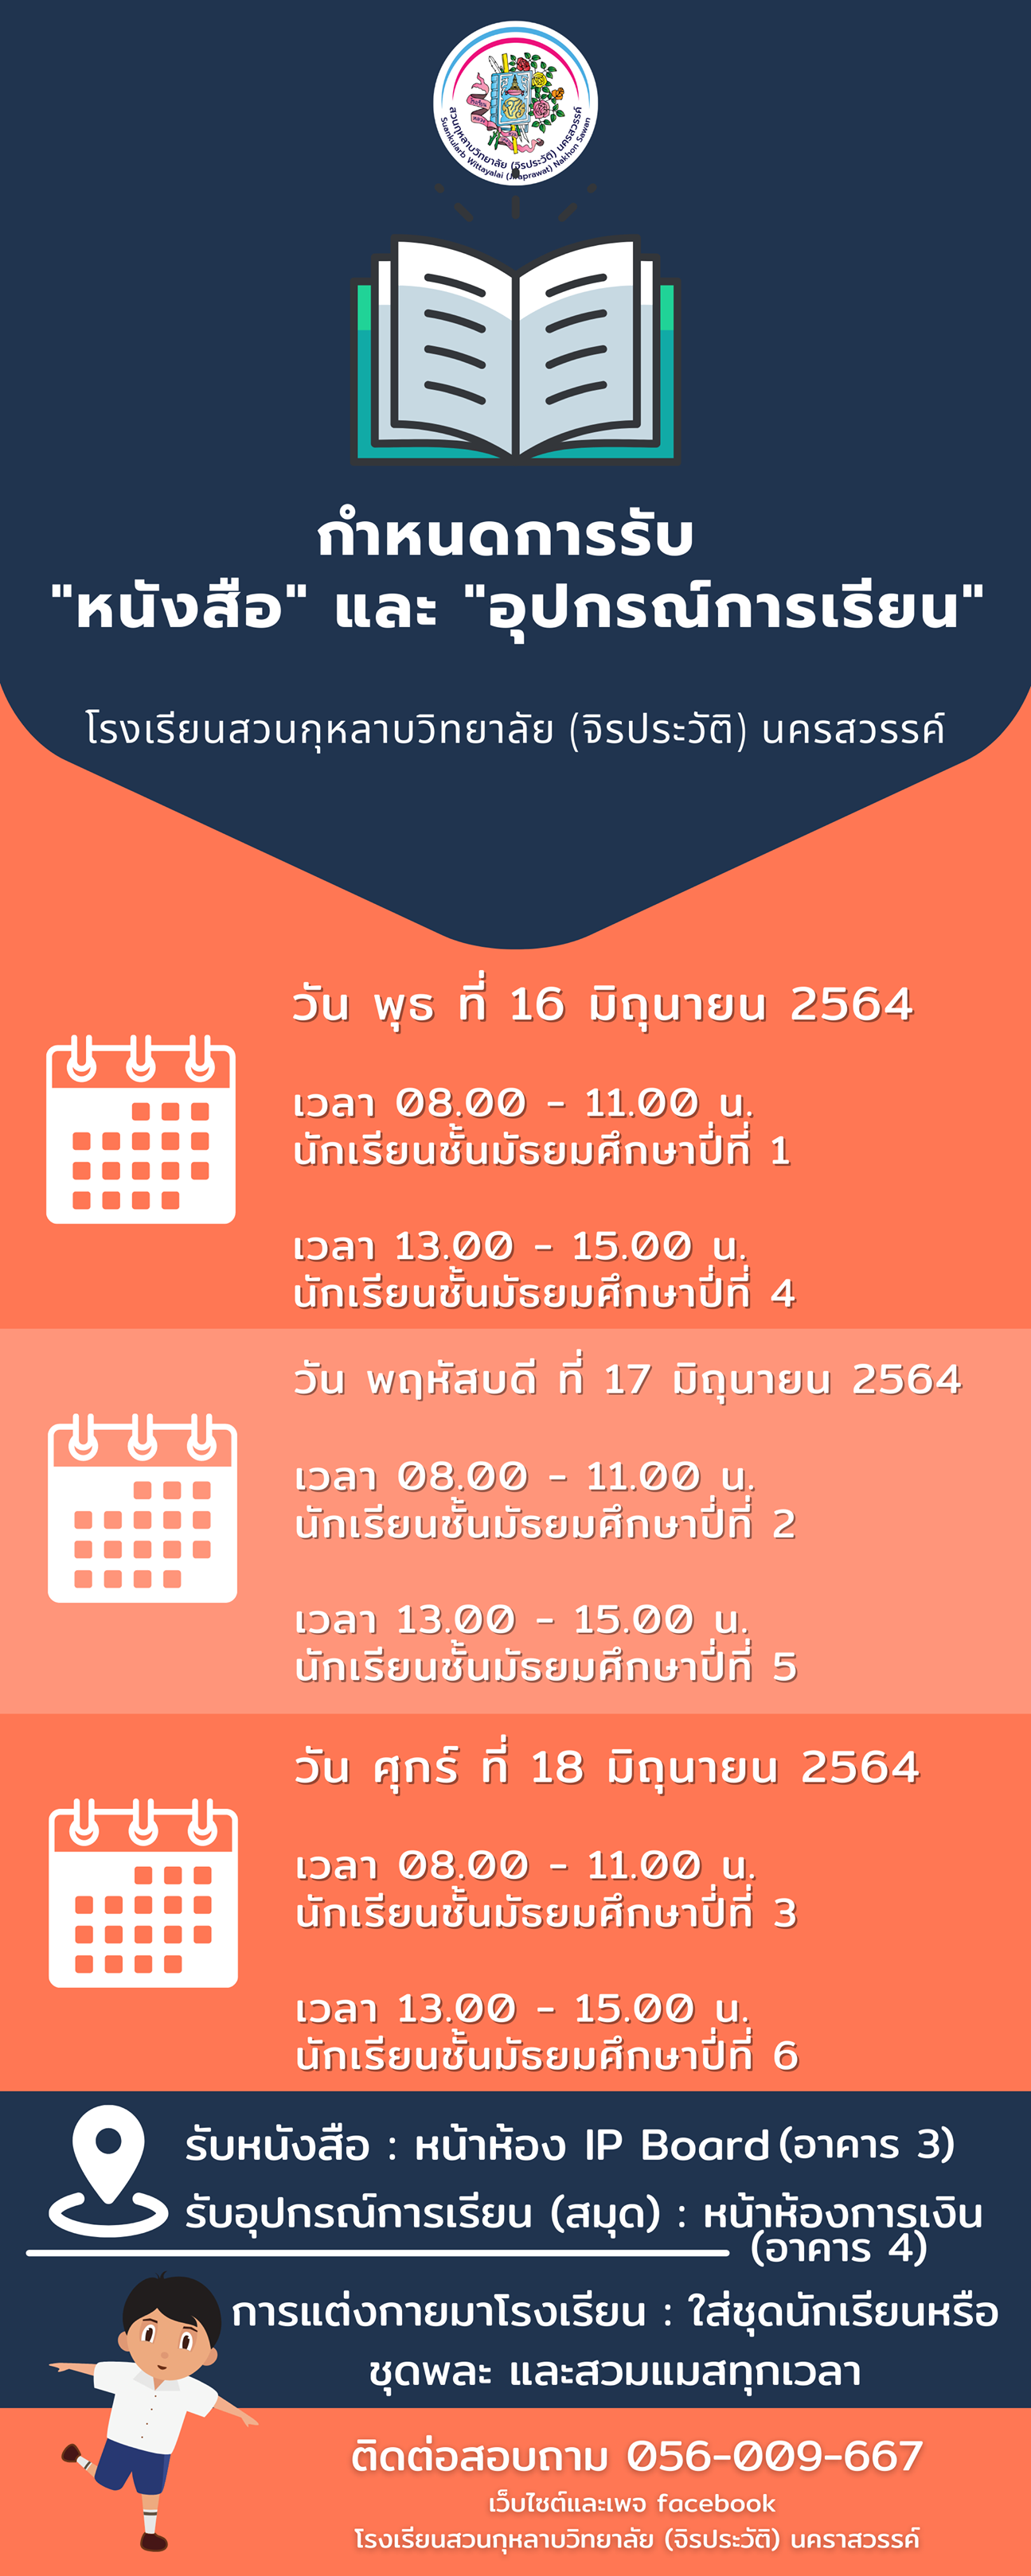 สวนกุหลาบวิทยาลัย (จิรประวัติ) นครสวรรค์
Suankularb Wittayalai (Jiraprawat) Nakhon Sawan
กำหนดการรับ
"หนังสือ" และ "อุปกรณ์การเรียน"
โรงเรียนสวนกุหลาบวิทยาลัย (จิรประวัติ) นครสวรรค์
วัน พุธ ที่ 16 มิถุนายน 2564
เวลา 08.00 - 11.00 น.
นักเรียนชั้นมัธยมศึกษาปี่ที่ 1
เวลา 13.00 - 15.00 น.
นักเรียนชั้นมัธยมศึกษาปี่ที่ 4
วัน พฤหัสบดี ที่ 17 มิถุนายน 2564
เวลา 08.00 - 11.00 น.
นักเรียนชั้นมัธยมศึกษาปี่ที่ 2
เวลา 13.00 - 15.00 น.
นักเรียนชั้นมัธยมศึกษาปี่ที่ 5
วัน ศุกร์ ที่ 18 มิถุนายน 2564
เวลา 08.00 - 11.00 น.
นักเรียนชั้นมัธยมศึกษาปี่ที่ 3
เวลา 13.00 - 15.00 น.
นักเรียนชั้นมัธยมศึกษาปี่ที่ 6
รับหนังสือ : หน้าห้อง IP Board (อาคาร 3)
รับอุปกรณ์การเรียน (สมุด) : หน้าห้องการเงิน
(อาคาร 4)
การแต่งกายมาโรงเรียน : ใส่ชุดนักเรียนหรือ
ชุดพละ และสวมแมสทุกเวลา
ติดต่อสอบถาม 056-009-667
เว็บไซต์และเพจ facebook
โรงเรียนสวนกุหลาบวิทยาลัย (จิรประวัติ) นคราสวรรค์